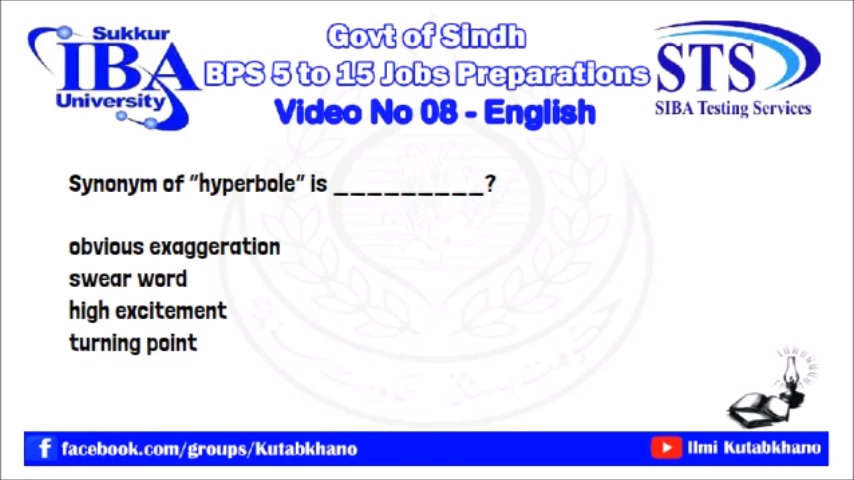 Sukkur
IBA
University
Govt of Sindh
BPS 5 to 15 Jobs Preparations
Video No 08 - English
STS
SIBA Testing Services
Synonym of "hyperbole" is _________?
obvious exaggeration
swear word
high excitement
turning point
facebook.com/groups/Kutabkhano
Ilmi Kutabkhano